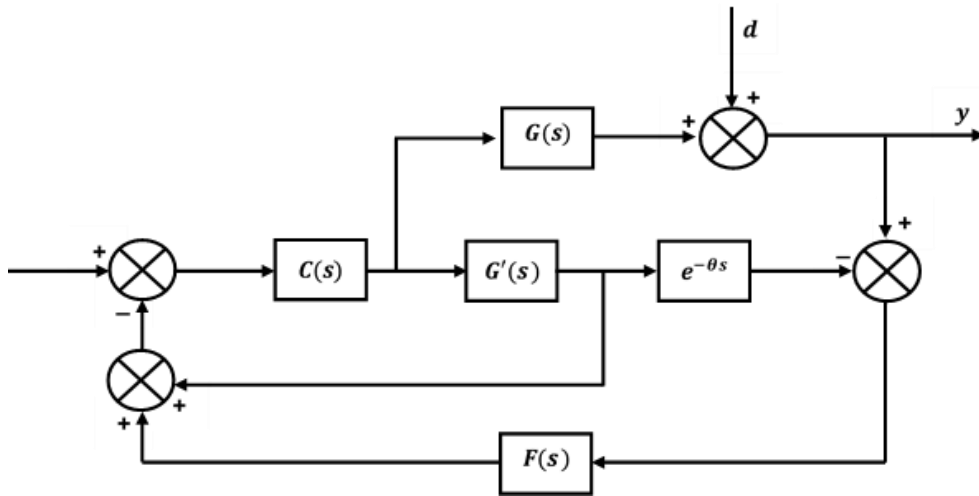 d
+
+
G(s)
y
+
+
C(s)
G'(s)
e^{-θs}
−
−
+
+
F(s)